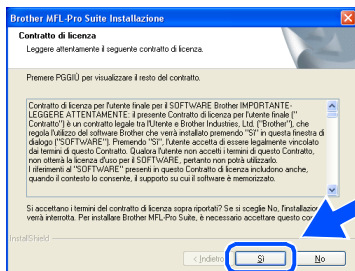 Brother MFL-Pro Suite Installazione
Contratto di licenza
Leggere attentamente il seguente contratto di licenza.
Premere PGGIÙ per visualizzare il resto del contratto.
Contratto di licenza per l'utente finale per il SOFTWARE Brother IMPORTANTE-
LEGGERE ATTENTAMENTE: il presente Contratto di licenza per l'utente finale ("
Contratto") è un contratto legale tra l'Utente e Brother Industries, Ltd. ("Brother"), che
regola l'utilizzo del software Brother che verrà installato premendo "Sì" in questa finestra di
dialogo ("SOFTWARE"). Premendo "Sì", l'utente accetta di essere legalmente vincolato
dai termini di questo Contratto. Qualora l'utente non accetti i termini di questo Contratto,
non otterrà la licenza d'uso per il SOFTWARE, pertanto non potrà utilizzarlo.
I riferimenti al "SOFTWARE" presenti in questo Contratto di licenza includono anche,
quando il contesto lo consente, il supporto su cui il software è memorizzato.
Si accettano i termini del contratto di licenza sopra riportati? Se si sceglie No, l'installazio
verrà interrotta. Per installare Brother MFL-Pro Suite, è necessario accettare questo co
InstallShield
< Indietro
Sì
No